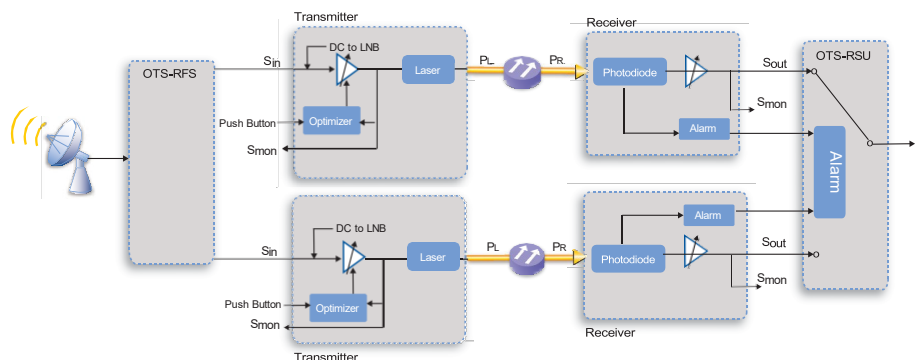 Transmitter
Receiver
OTS-RFS
Sin
DC to LNB
Laser
PL
PR
Photodiode
Sout
OTS-RSU
Smon
Push Button
Optimizer
Alarm
Smon
Alarm
Sin
DC to LNB
Laser
PL
PR
Alarm
Photodiode
Sout
Smon
Push Button
Optimizer
Smon
Receiver
Transmitter